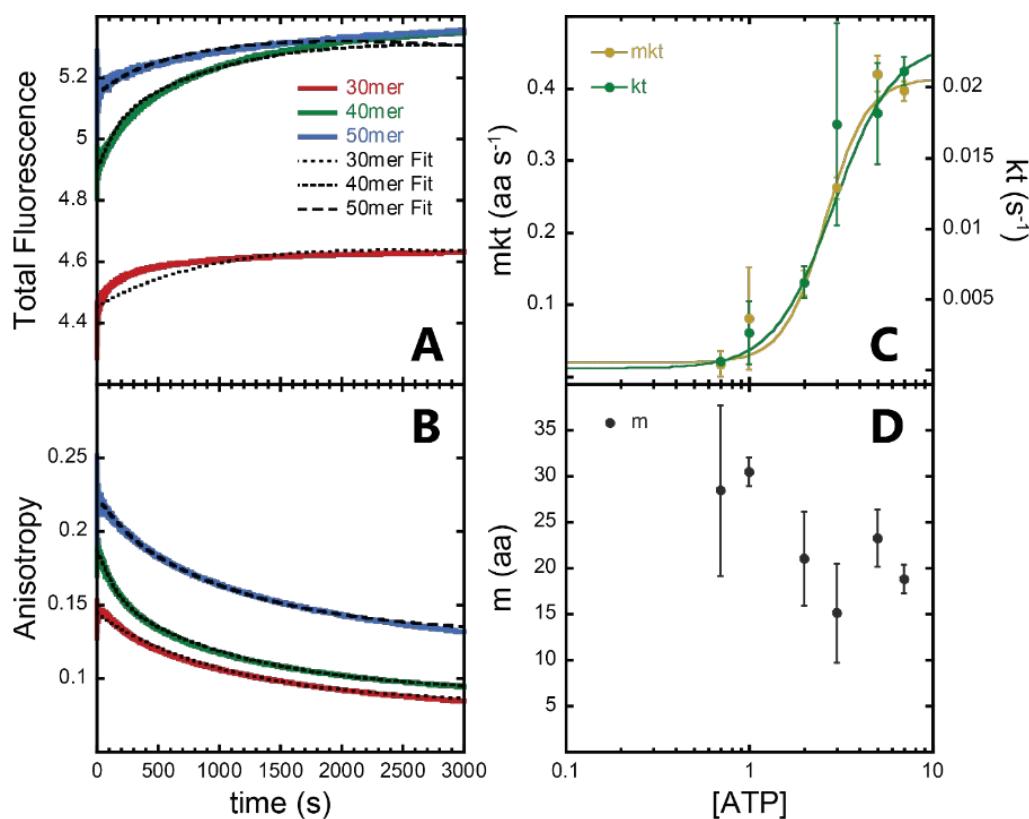 Total Fluorescence
5.2
5
4.8
4.6
4.4
30mer
40mer
50mer
30mer Fit
40mer Fit
50mer Fit
A
Anisotropy
0.25
0.2
0.15
0.1
B
0
500
1000
1500
2000
2500
3000
time (s)
mkt (aa s⁻¹)
0.4
0.3
0.2
0.1
mkt
kt
C
0.02
0.015
0.01
0.005
kt (s⁻¹)
m (aa)
35
30
25
20
15
10
5
m
D
0.1
1
10
[ATP]